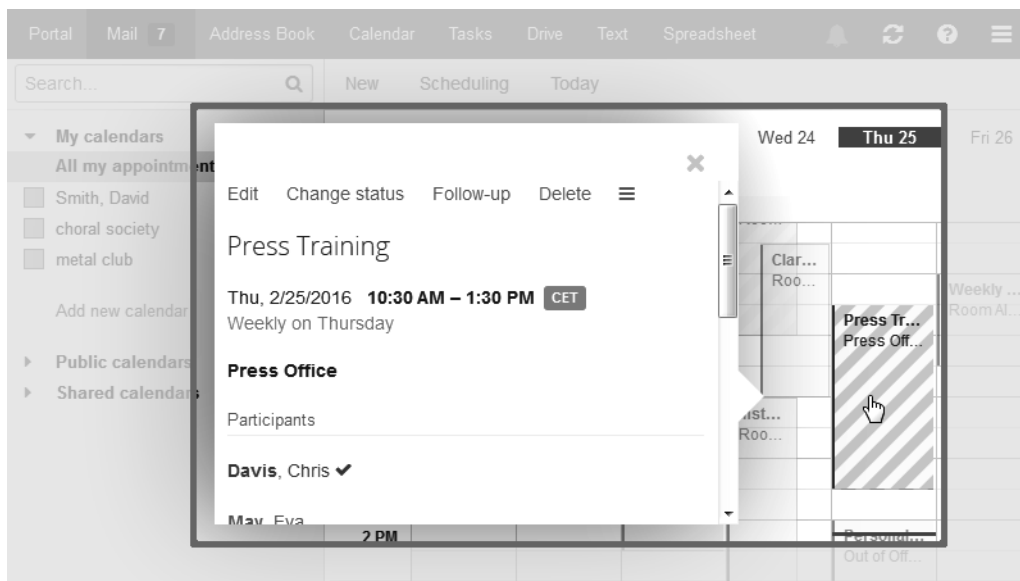 Portal Mail 7 Address Book Calendar Tasks Drive Text Spreadsheet
Search... New Scheduling Today
My calendars
All my appointment
Smith, David
choral society
metal club
Add new calendar
Public calendars
Shared calendars
Wed 24 Thu 25 Fri 26
Edit Change status Follow-up Delete
Press Training
Thu, 2/25/2016 10:30 AM – 1:30 PM CET
Weekly on Thursday
Press Office
Participants
Davis, Chris
May, Eva
2 PM
Clar...
Roo...
Press Tr...
Press Off...
Weekly ...
Room Al...
Roo...
Personal...
Out of Off...